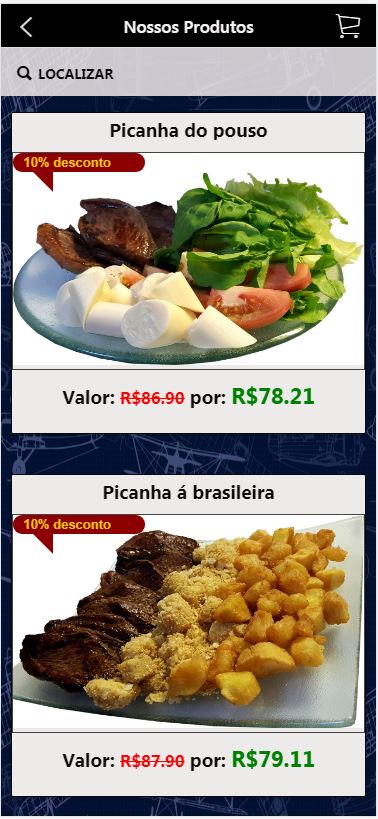 Nossos Produtos
LOCALIZAR
Picanha do pouso
10% desconto
Valor: R$86.90 por: R$78.21
Picanha á brasileira
10% desconto
Valor: R$87.90 por: R$79.11